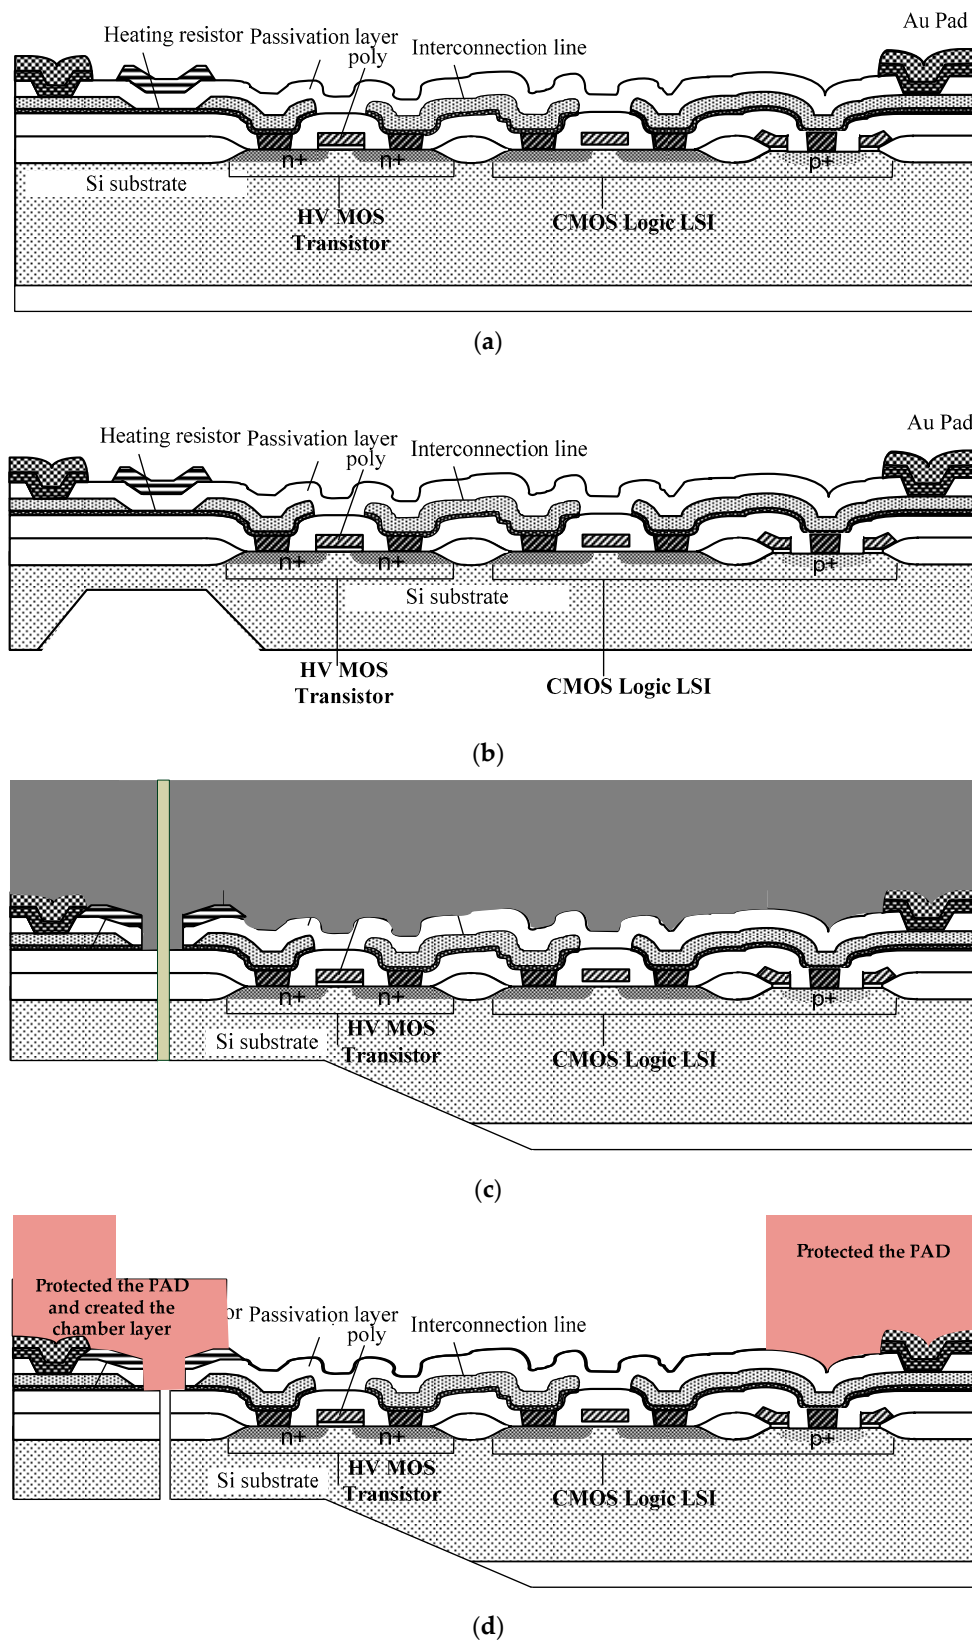 Au Pad
Heating resistor Passivation layer Interconnection line
poly
n+ n+ p+
Si substrate
HV MOS CMOS Logic LSI
Transistor
(a)
Au Pad
Heating resistor Passivation layer Interconnection line
poly
n+ n+ p+
Si substrate
HV MOS CMOS Logic LSI
Transistor
(b)
n+ n+ p+
Si substrate HV MOS CMOS Logic LSI
Transistor
(c)
Protected the PAD
Protected the PAD
and created the
chamber layer
or Passivation layer Interconnection line
poly
n+ n+ p+
Si substrate HV MOS CMOS Logic LSI
Transistor
(d)